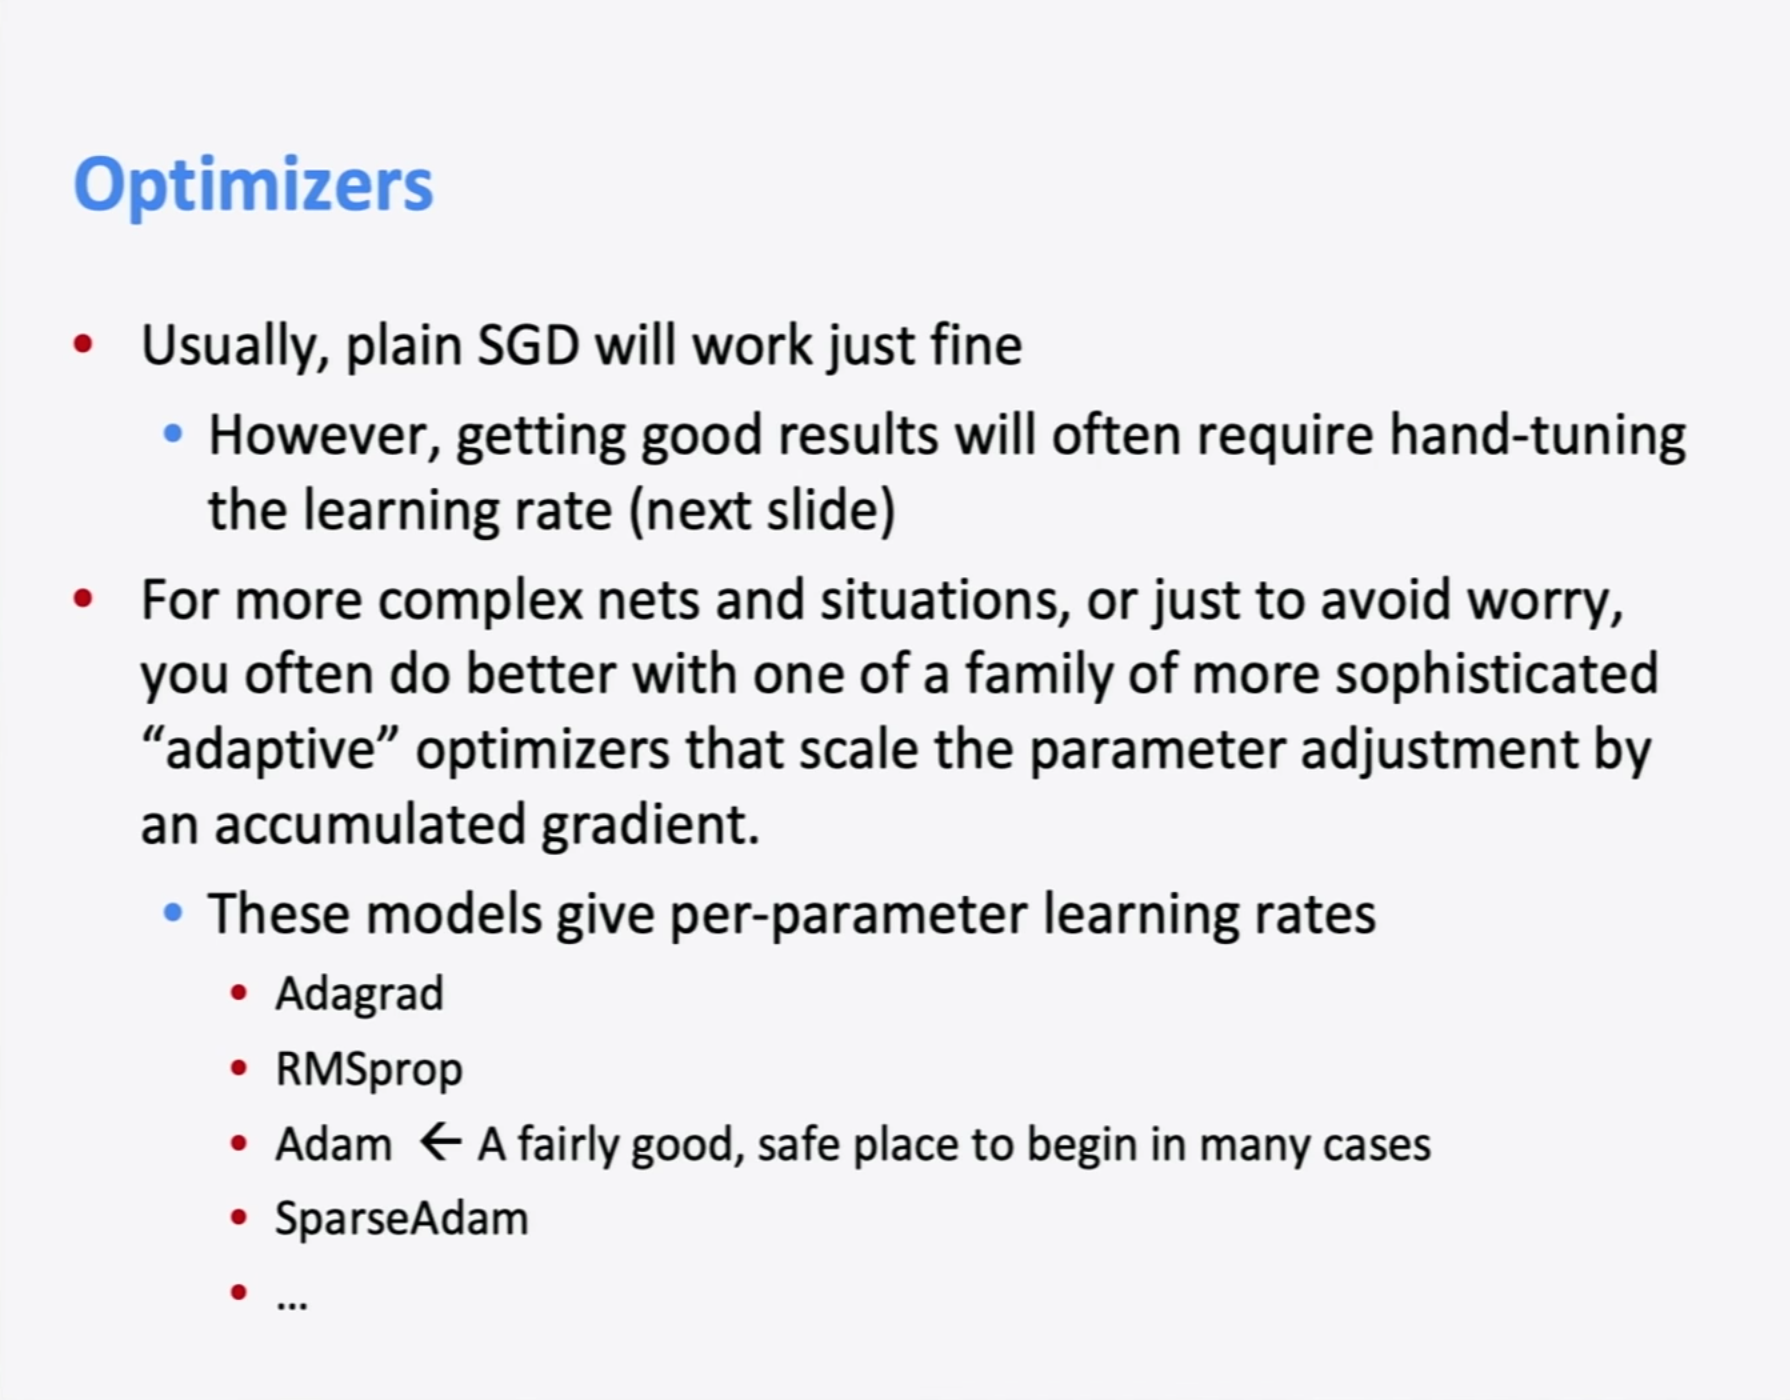 Optimizers
• Usually, plain SGD will work just fine
• However, getting good results will often require hand-tuning
the learning rate (next slide)
• For more complex nets and situations, or just to avoid worry,
you often do better with one of a family of more sophisticated
“adaptive” optimizers that scale the parameter adjustment by
an accumulated gradient.
• These models give per-parameter learning rates
• Adagrad
• RMSprop
• Adam ← A fairly good, safe place to begin in many cases
• SparseAdam
• ...